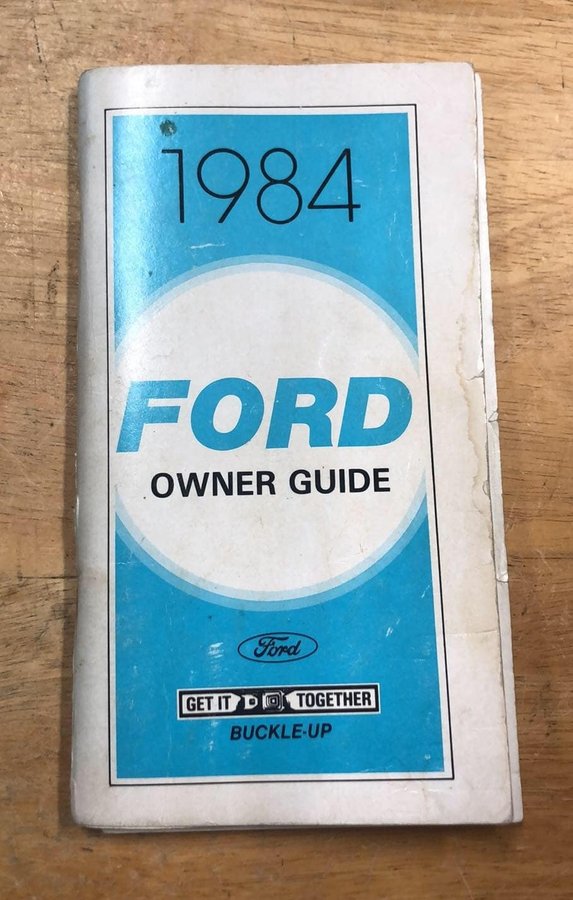 1984
FORD
OWNER GUIDE
Ford
GET IT TOGETHER
BUCKLE-UP